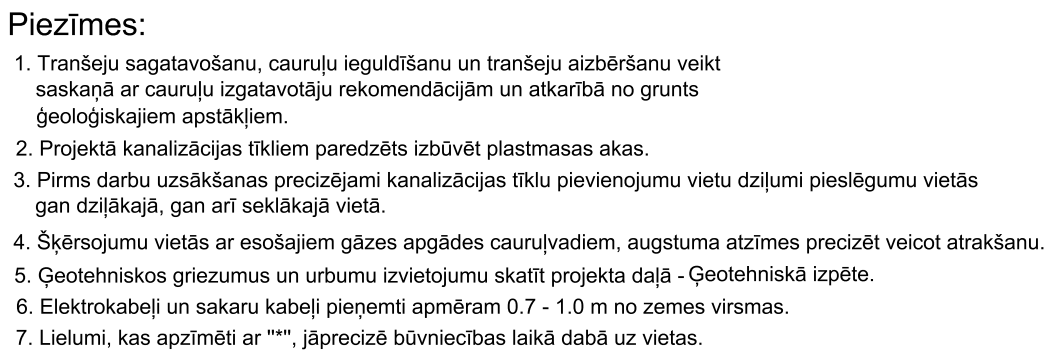 Piezīmes:
1. Tranšeju sagatavošanu, cauruļu ieguldīšanu un tranšeju aizbēršanu veikt
saskaņā ar cauruļu izgatavotāju rekomendācijām un atkarībā no grunts
ģeoloģiskajiem apstākļiem.
2. Projektā kanalizācijas tīkliem paredzēts izbūvēt plastmasas akas.
3. Pirms darbu uzsākšanas precizējami kanalizācijas tīklu pievienojumu vietu dziļumi pieslēgumu vietās
gan dziļākajā, gan arī seklākajā vietā.
4. Šķērsojumu vietās ar esošajiem gāzes apgādes cauruļvadiem, augstuma atzīmes precizēt veicot atrakšanu.
5. Ģeotehniskos griezumus un urbumu izvietojumu skatīt projekta daļā - Ģeotehniskā izpēte.
6. Elektrokabeļi un sakaru kabeļi pieņemti apmēram 0.7 - 1.0 m no zemes virsmas.
7. Lielumi, kas apzīmēti ar "*", jāprecizē būvniecības laikā dabā uz vietas.